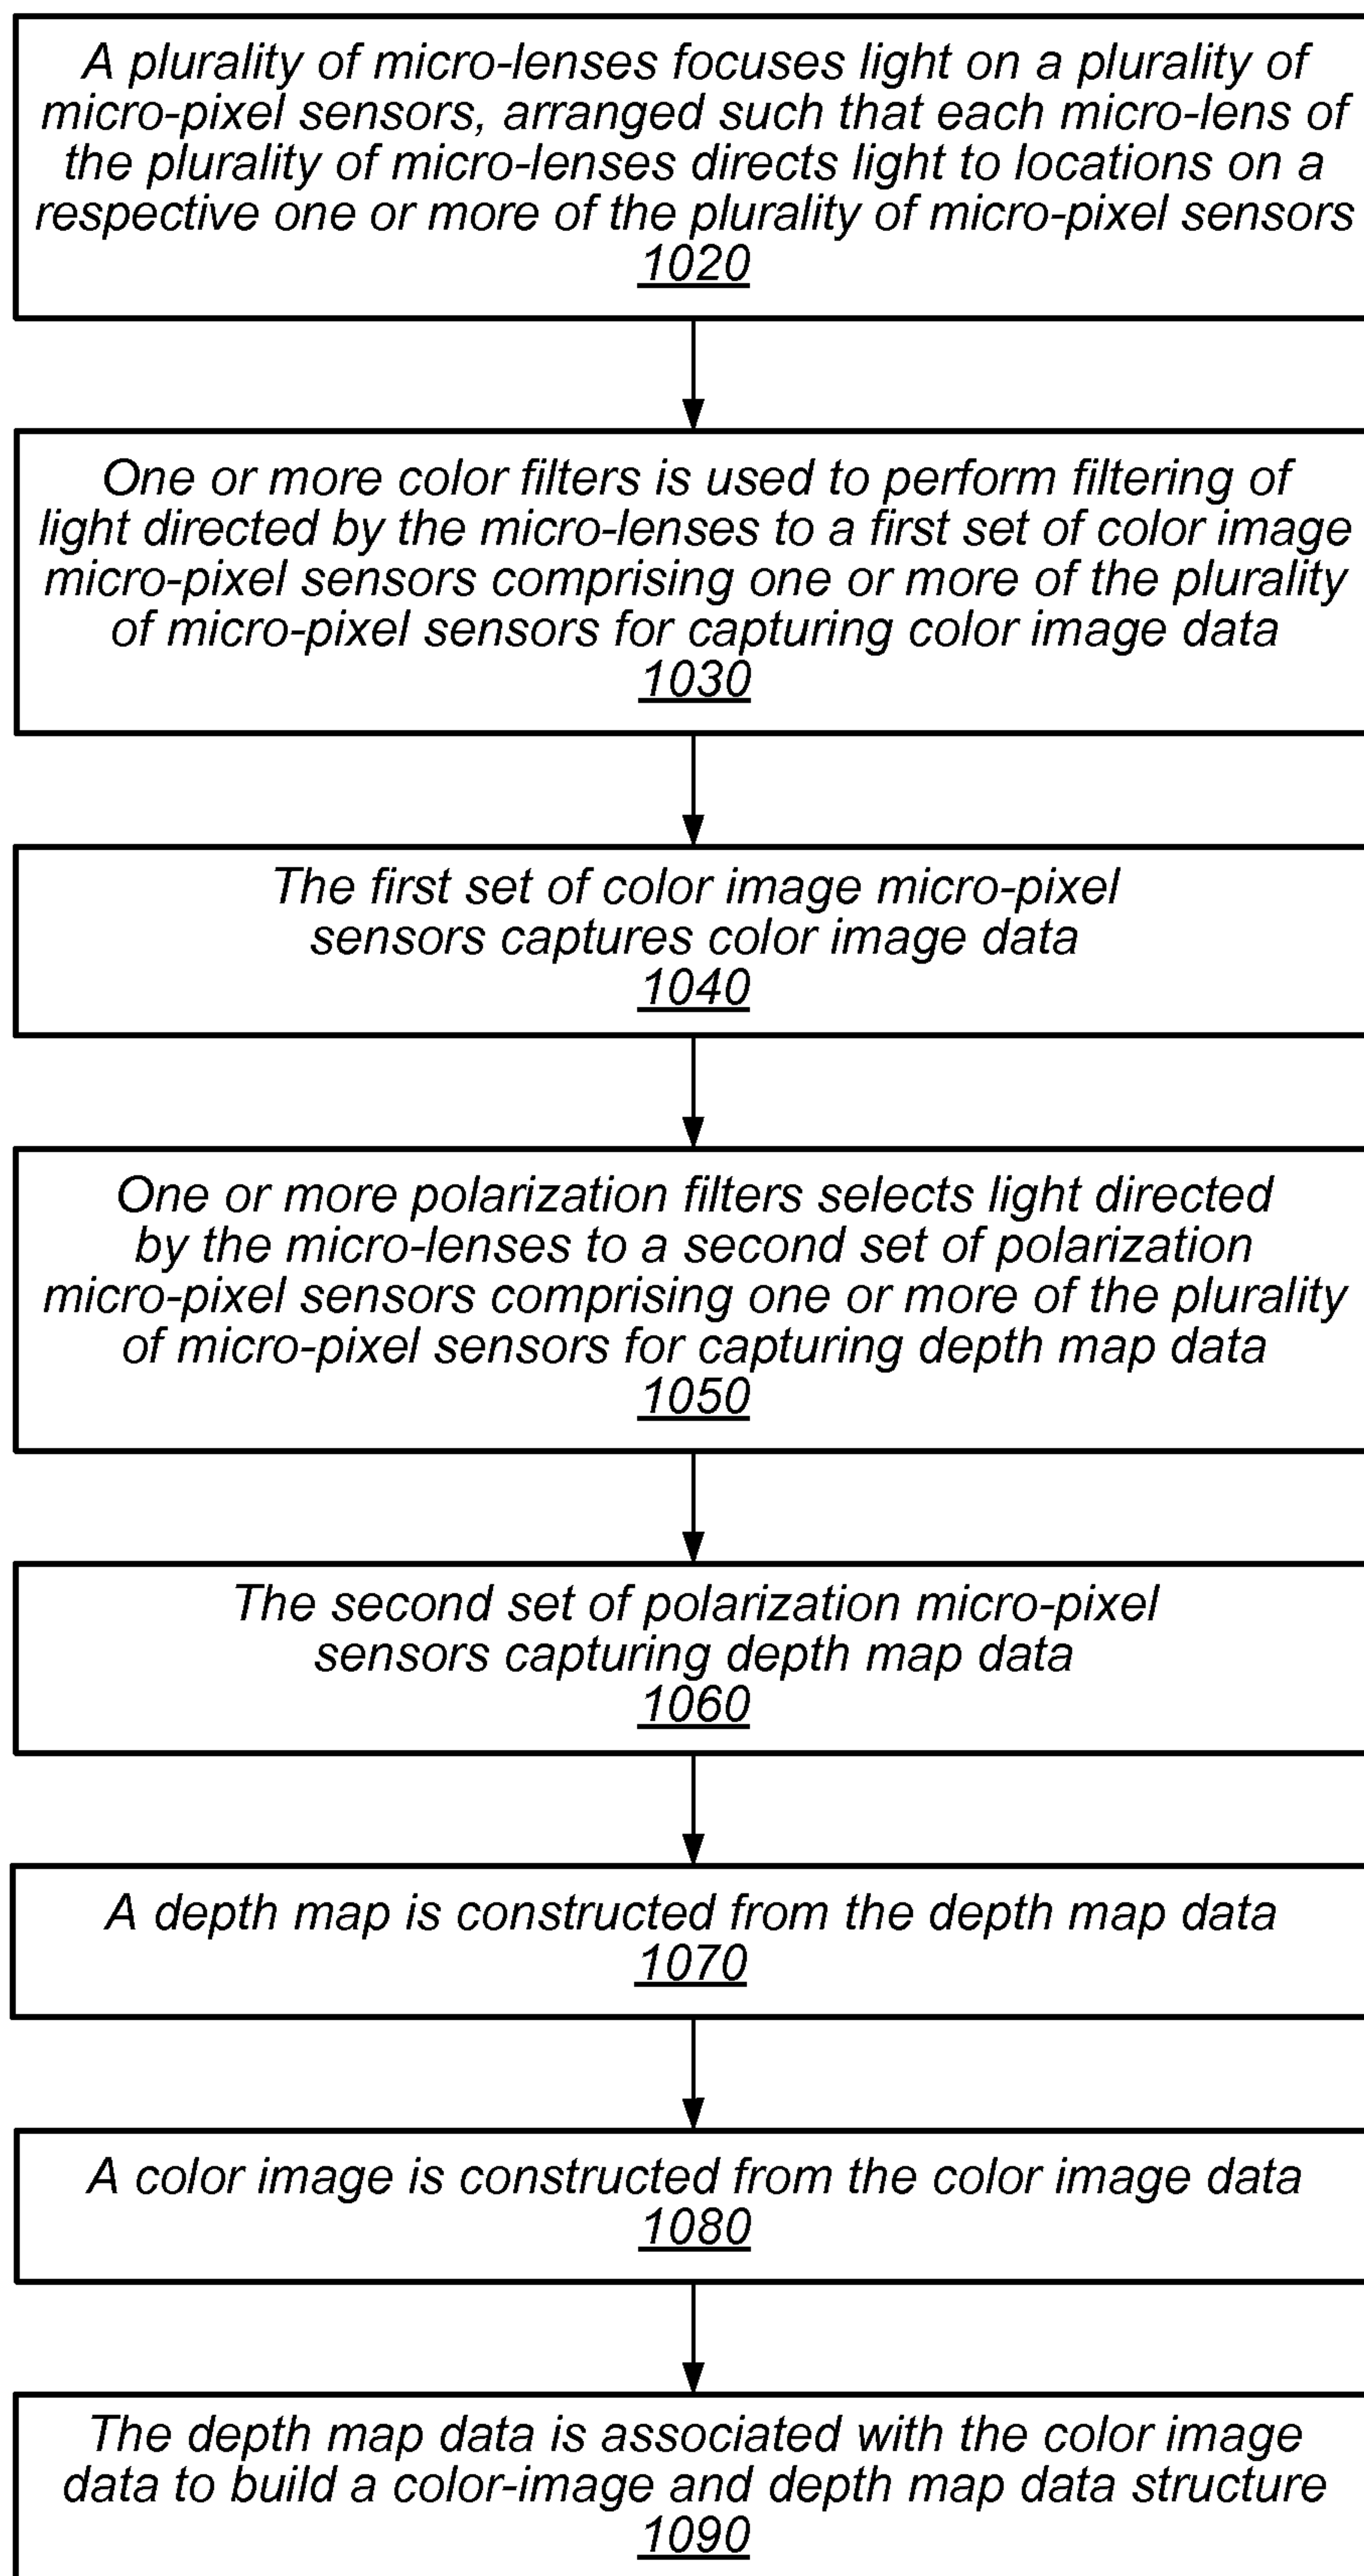 A plurality of micro-lenses focuses light on a plurality of
micro-pixel sensors, arranged such that each micro-lens of
the plurality of micro-lenses directs light to locations on a
respective one or more of the plurality of micro-pixel sensors
1020
One or more color filters is used to perform filtering of
light directed by the micro-lenses to a first set of color image
micro-pixel sensors comprising one or more of the plurality
of micro-pixel sensors for capturing color image data
1030
The first set of color image micro-pixel
sensors captures color image data
1040
One or more polarization filters selects light directed
by the micro-lenses to a second set of polarization
micro-pixel sensors comprising one or more of the plurality
of micro-pixel sensors for capturing depth map data
1050
The second set of polarization micro-pixel
sensors capturing depth map data
1060
A depth map is constructed from the depth map data
1070
A color image is constructed from the color image data
1080
The depth map data is associated with the color image
data to build a color-image and depth map data structure
1090